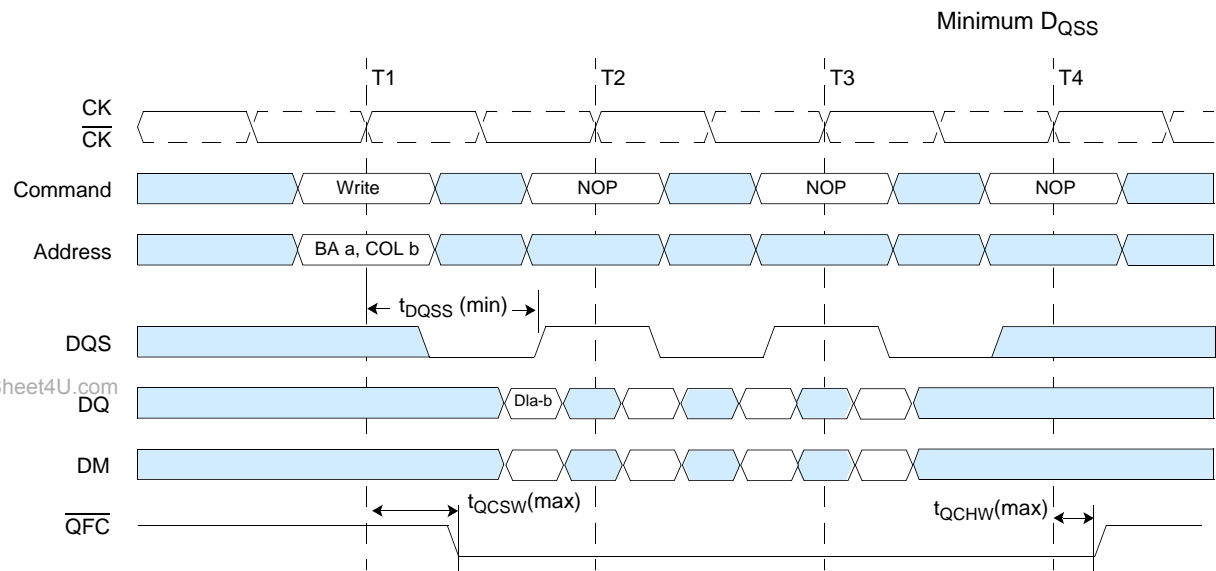 Minimum DQSS
T1 T2 T3 T4
CK
CK
Command Write NOP NOP NOP
Address BA a, COL b
tDQSS (min)
DQS
heet4U.com
DQ DIa-b
DM
tQCSW(max) tQCHW(max)
QFC